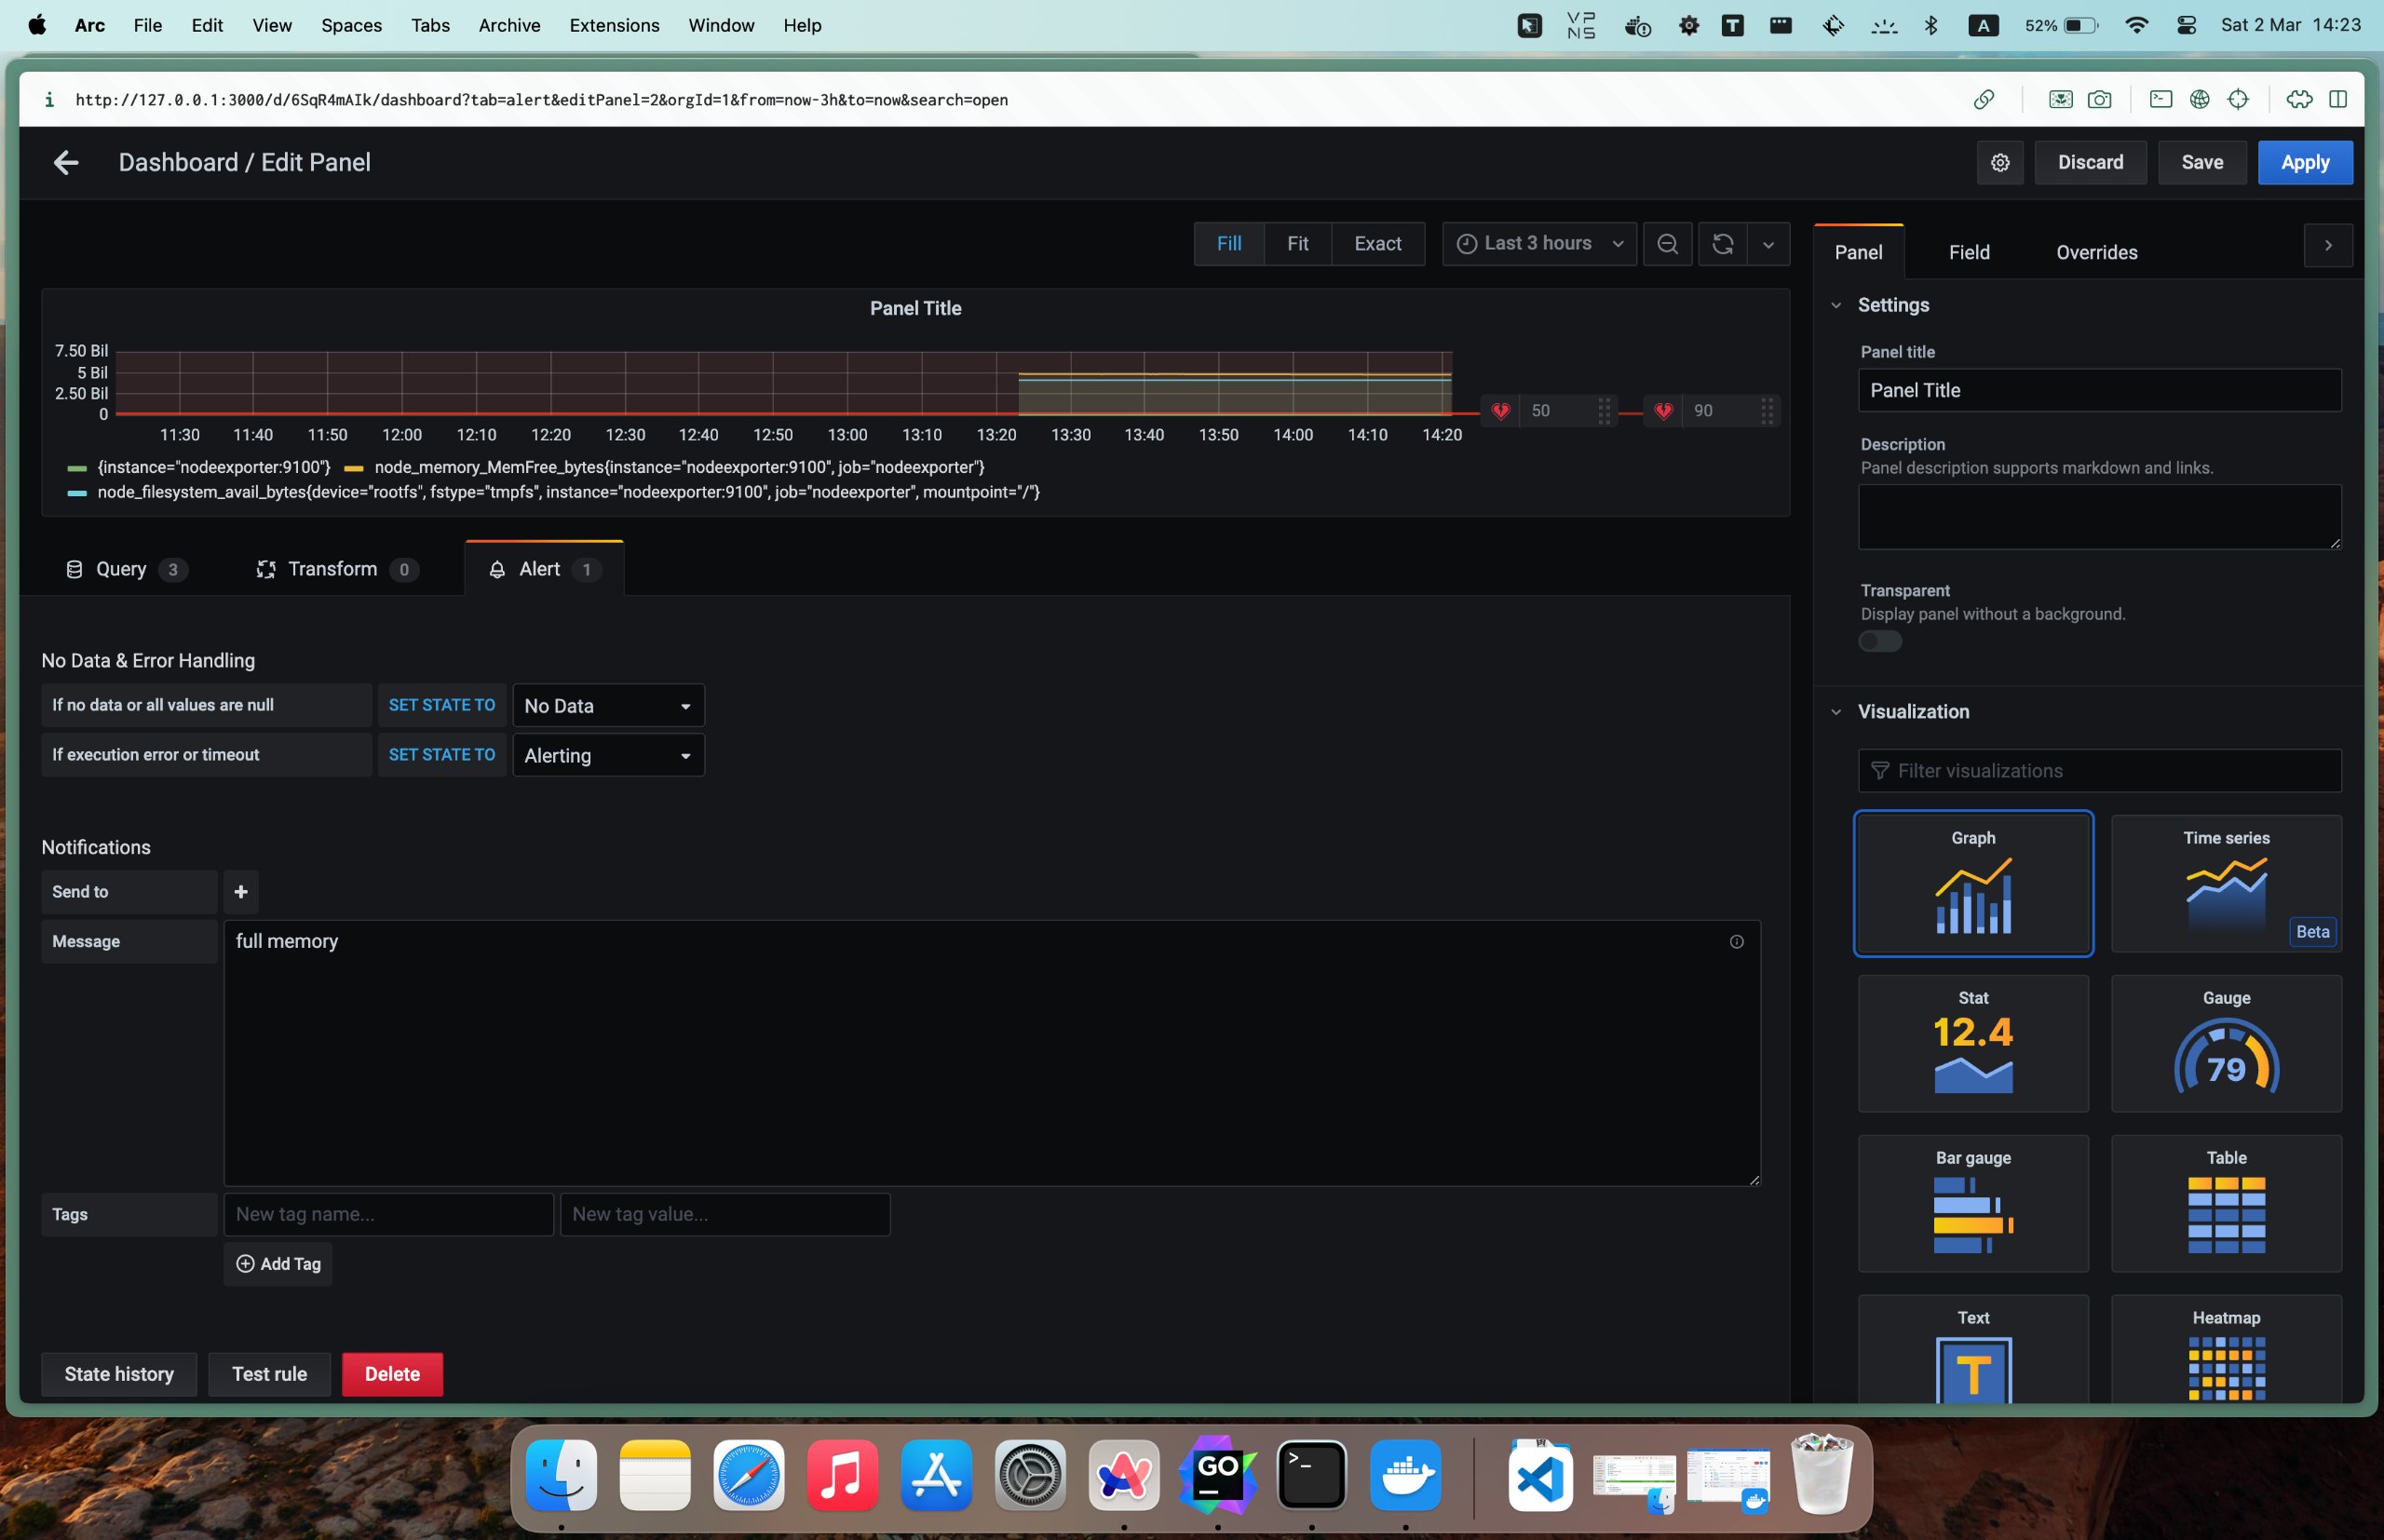 Arc File Edit View Spaces Tabs Archive Extensions Window Help
VP NS T A 52% Sat 2 Mar 14:23
i http://127.0.0.1:3000/d/6SqR4mAIk/dashboard?tab=alert&editPanel=2&orgId=1&from=now-3h&to=now&search=open
Dashboard / Edit Panel Discard Save Apply
Fill Fit Exact Last 3 hours
Panel Title
7.50 Bil
5 Bil
2.50 Bil
0
50 90
11:30 11:40 11:50 12:00 12:10 12:20 12:30 12:40 12:50 13:00 13:10 13:20 13:30 13:40 13:50 14:00 14:10 14:20
{instance="nodeexporter:9100"} node_memory_MemFree_bytes{instance="nodeexporter:9100", job="nodeexporter"}
node_filesystem_avail_bytes{device="rootfs", fstype="tmpfs", instance="nodeexporter:9100", job="nodeexporter", mountpoint="/"}
Query 3 Transform 0 Alert 1
No Data & Error Handling
If no data or all values are null SET STATE TO No Data
If execution error or timeout SET STATE TO Alerting
Notifications
Send to +
Message full memory
Tags New tag name... New tag value...
Add Tag
State history Test rule Delete
Panel Field Overrides
Settings
Panel title
Panel Title
Description
Panel description supports markdown and links.
Transparent
Display panel without a background.
Visualization
Filter visualizations
Graph Time series
Beta
Stat Gauge
12.4 79
Bar gauge Table
Text Heatmap
T
GO >_